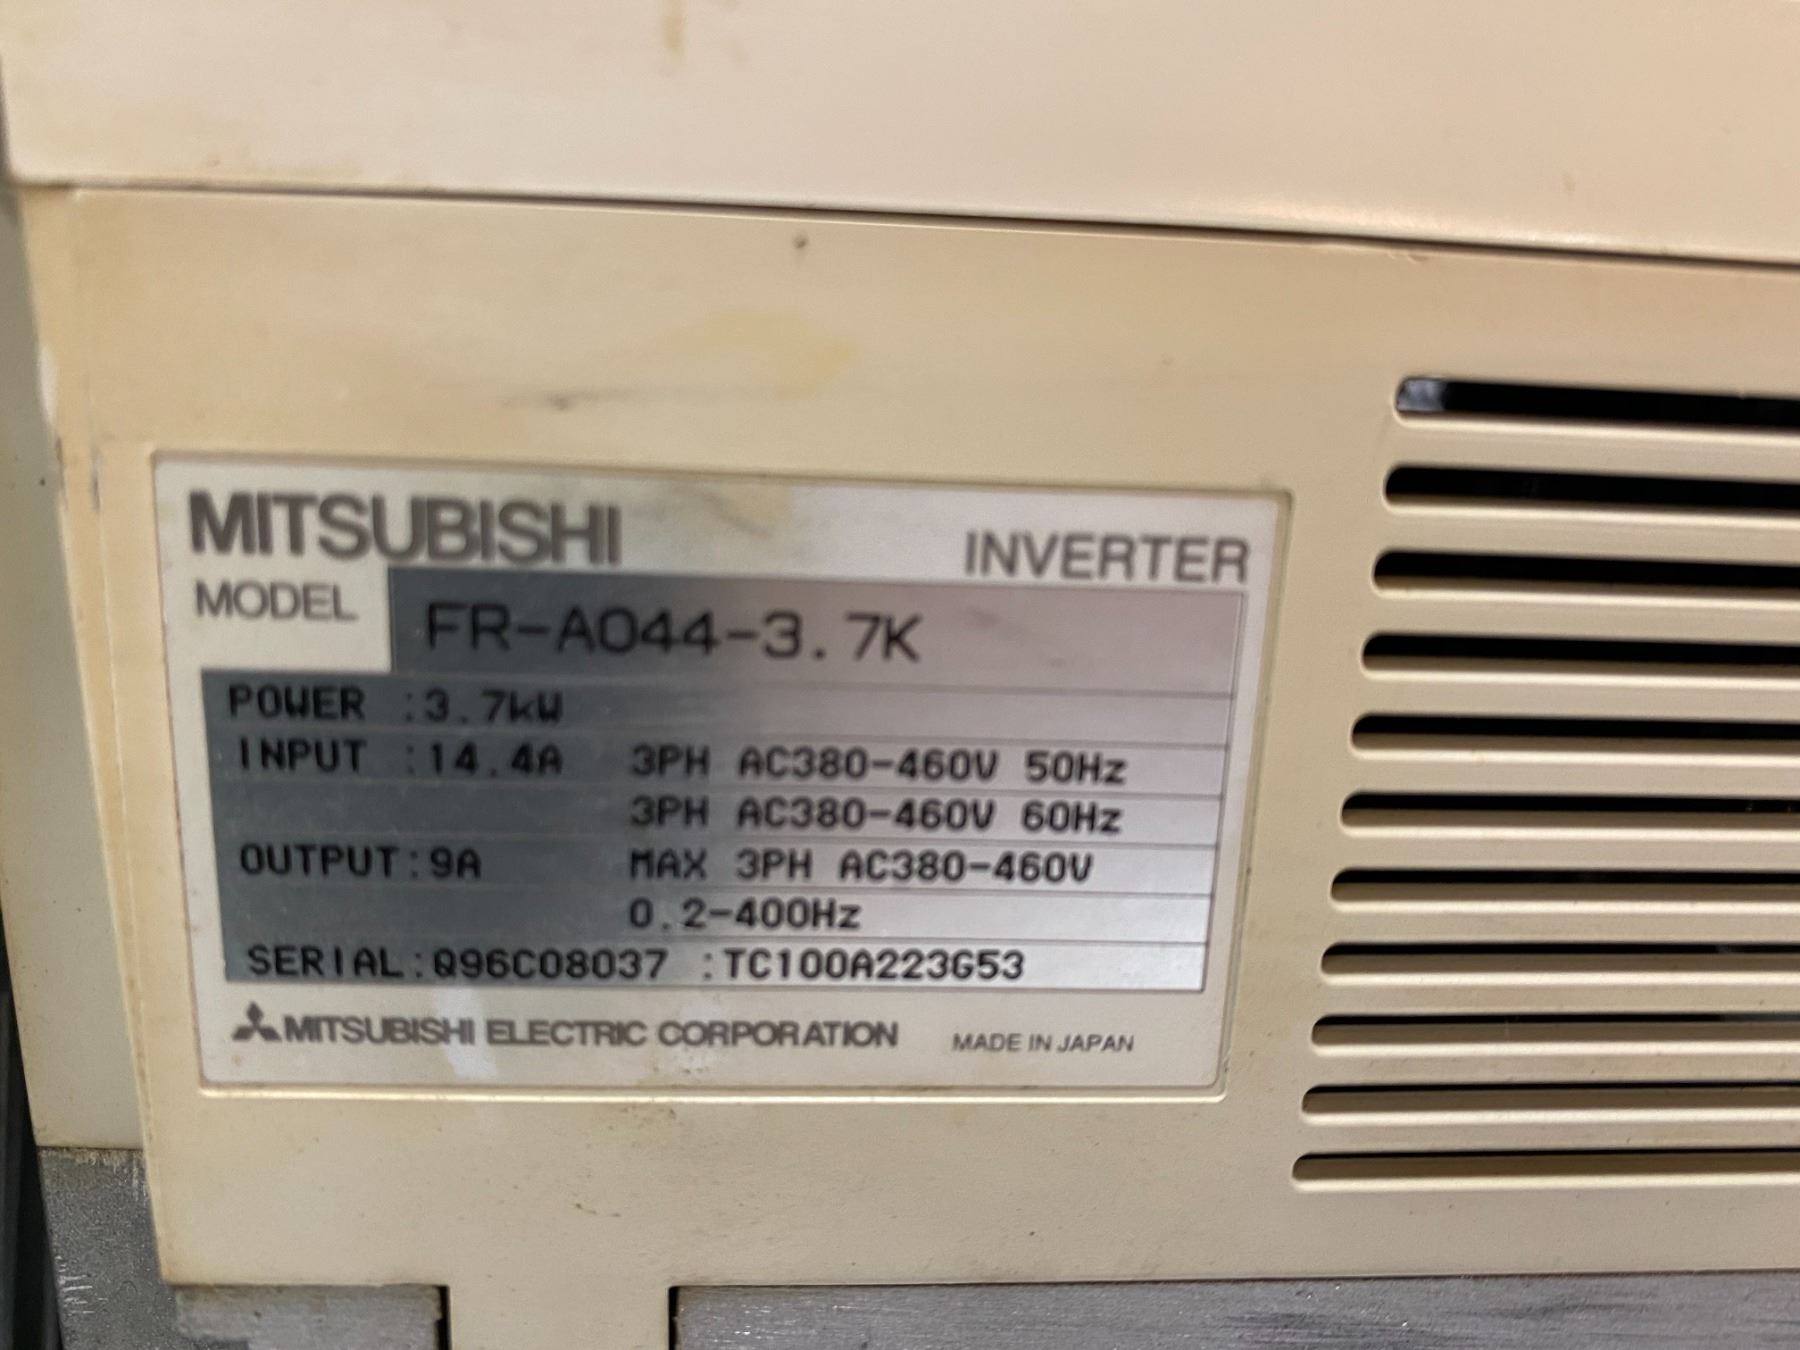 MITSUBISHI INVERTER
MODEL FR-A044-3.7K
POWER :3.7kW
INPUT :14.4A 3PH AC380-460V 50Hz
3PH AC380-460V 60Hz
OUTPUT:9A MAX 3PH AC380-460V
0.2-400Hz
SERIAL:Q96C08037 :TC100A223G53
MITSUBISHI ELECTRIC CORPORATION MADE IN JAPAN